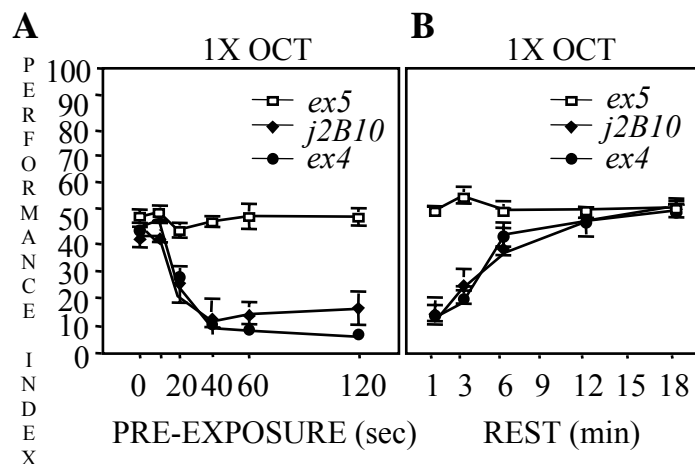 A
1X OCT
PERFORMANCE INDEX
100
90
80
70
60
50
40
30
20
10
0
ex5
j2B10
ex4
0 20 40 60 120
PRE-EXPOSURE (sec)
B
1X OCT
ex5
j2B10
ex4
1 3 6 9 12 15 18
REST (min)